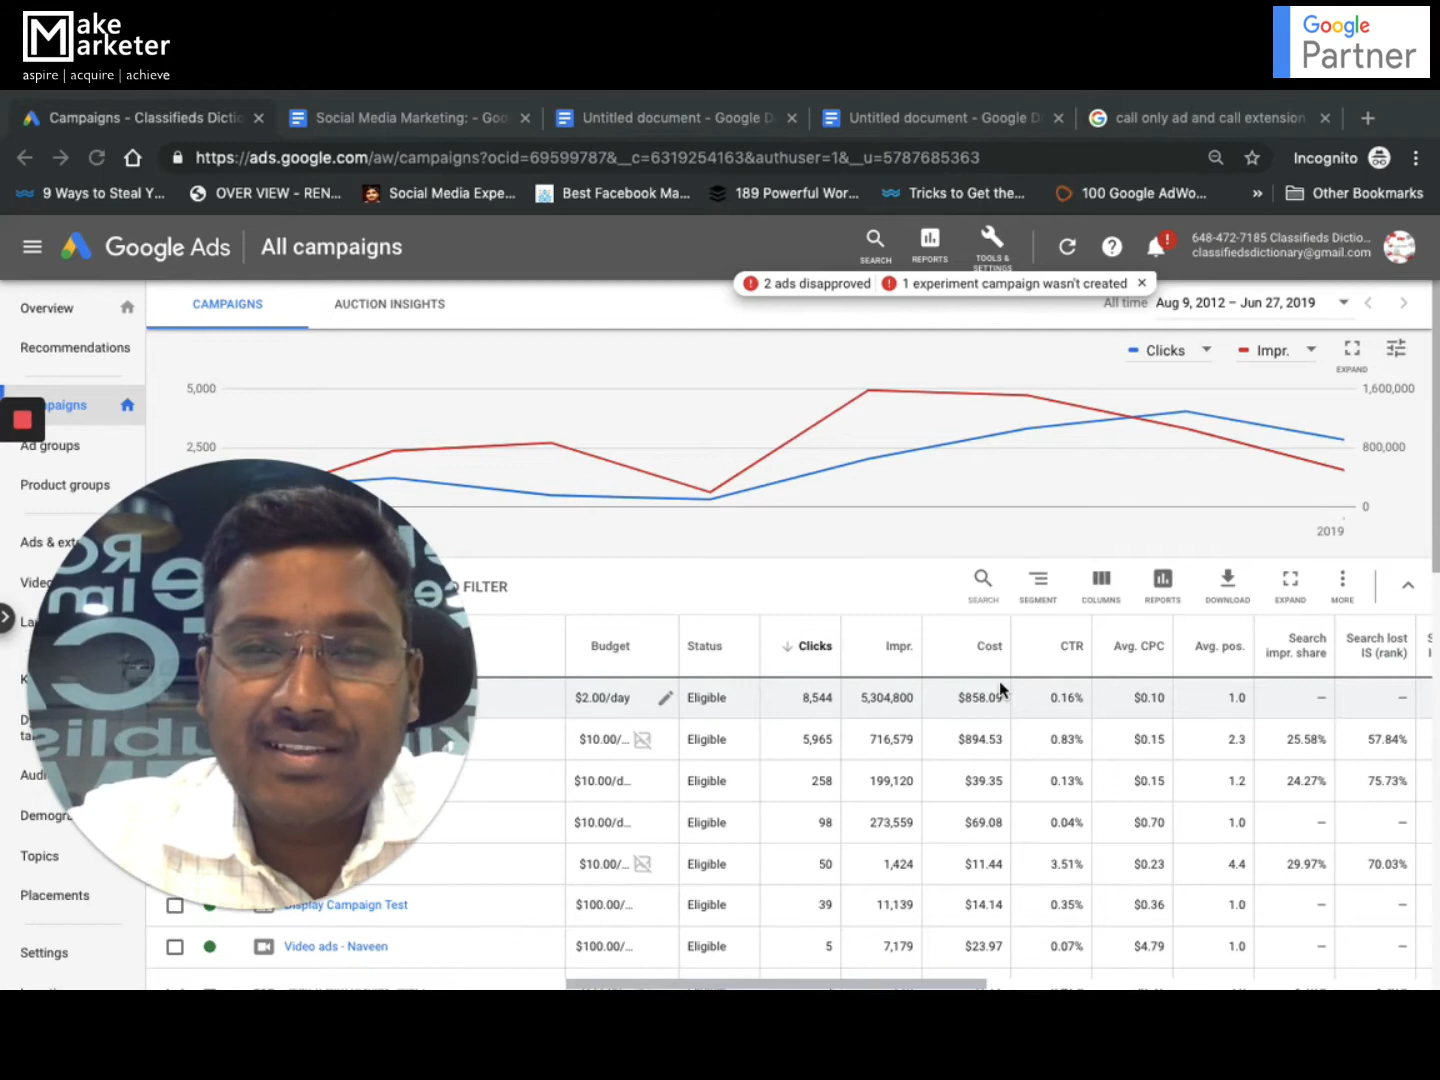 Make
Marketer
aspire | acquire | achieve
Google
Partner
Campaigns - Classifieds Dictio
Social Media Marketing: - Goo
Untitled document - Google D
Untitled document - Google D
call only ad and call extension
https://ads.google.com/aw/campaigns?ocid=69599787&__c=6319254163&authuser=1&__u=5787685363
Incognito
9 Ways to Steal Y...
OVER VIEW - REN...
Social Media Expe...
Best Facebook Ma...
189 Powerful Wor...
Tricks to Get the...
100 Google AdWo...
»
Other Bookmarks
Google Ads
All campaigns
SEARCH
REPORTS
TOOLS &
SETTINGS
648-472-7185 Classifieds Dictio...
classifiedsdictionary@gmail.com
2 ads disapproved
1 experiment campaign wasn't created
Overview
Recommendations
paigns
Ad groups
Product groups
Ads & ext
Video
La
K
D
ta
Audi
Demogra
Topics
Placements
Settings
CAMPAIGNS
AUCTION INSIGHTS
All time Aug 9, 2012 – Jun 27, 2019
Clicks
Impr.
EXPAND
5,000
1,600,000
2,500
800,000
0
2019
FILTER
SEARCH
SEGMENT
COLUMNS
REPORTS
DOWNLOAD
EXPAND
MORE
Budget Status Clicks Impr. Cost CTR Avg. CPC Avg. pos. Search impr. share Search lost IS (rank)
$2.00/day Eligible 8,544 5,304,800 $858.09 0.16% $0.10 1.0 – –
$10.00/... Eligible 5,965 716,579 $894.53 0.83% $0.15 2.3 25.58% 57.84%
$10.00/d... Eligible 258 199,120 $39.35 0.13% $0.15 1.2 24.27% 75.73%
$10.00/d... Eligible 98 273,559 $69.08 0.04% $0.70 1.0 – –
$10.00/... Eligible 50 1,424 $11.44 3.51% $0.23 4.4 29.97% 70.03%
Display Campaign Test $100.00/... Eligible 39 11,139 $14.14 0.35% $0.36 1.0 – –
Video ads - Naveen $100.00/... Eligible 5 7,179 $23.97 0.07% $4.79 1.0 – –